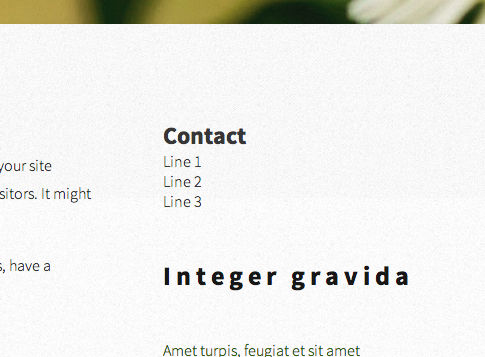 Contact
your site
Line 1
Line 2
sitors. It might
Line 3
s, have a
Integer gravida
Amet turpis, feugiat et sit amet